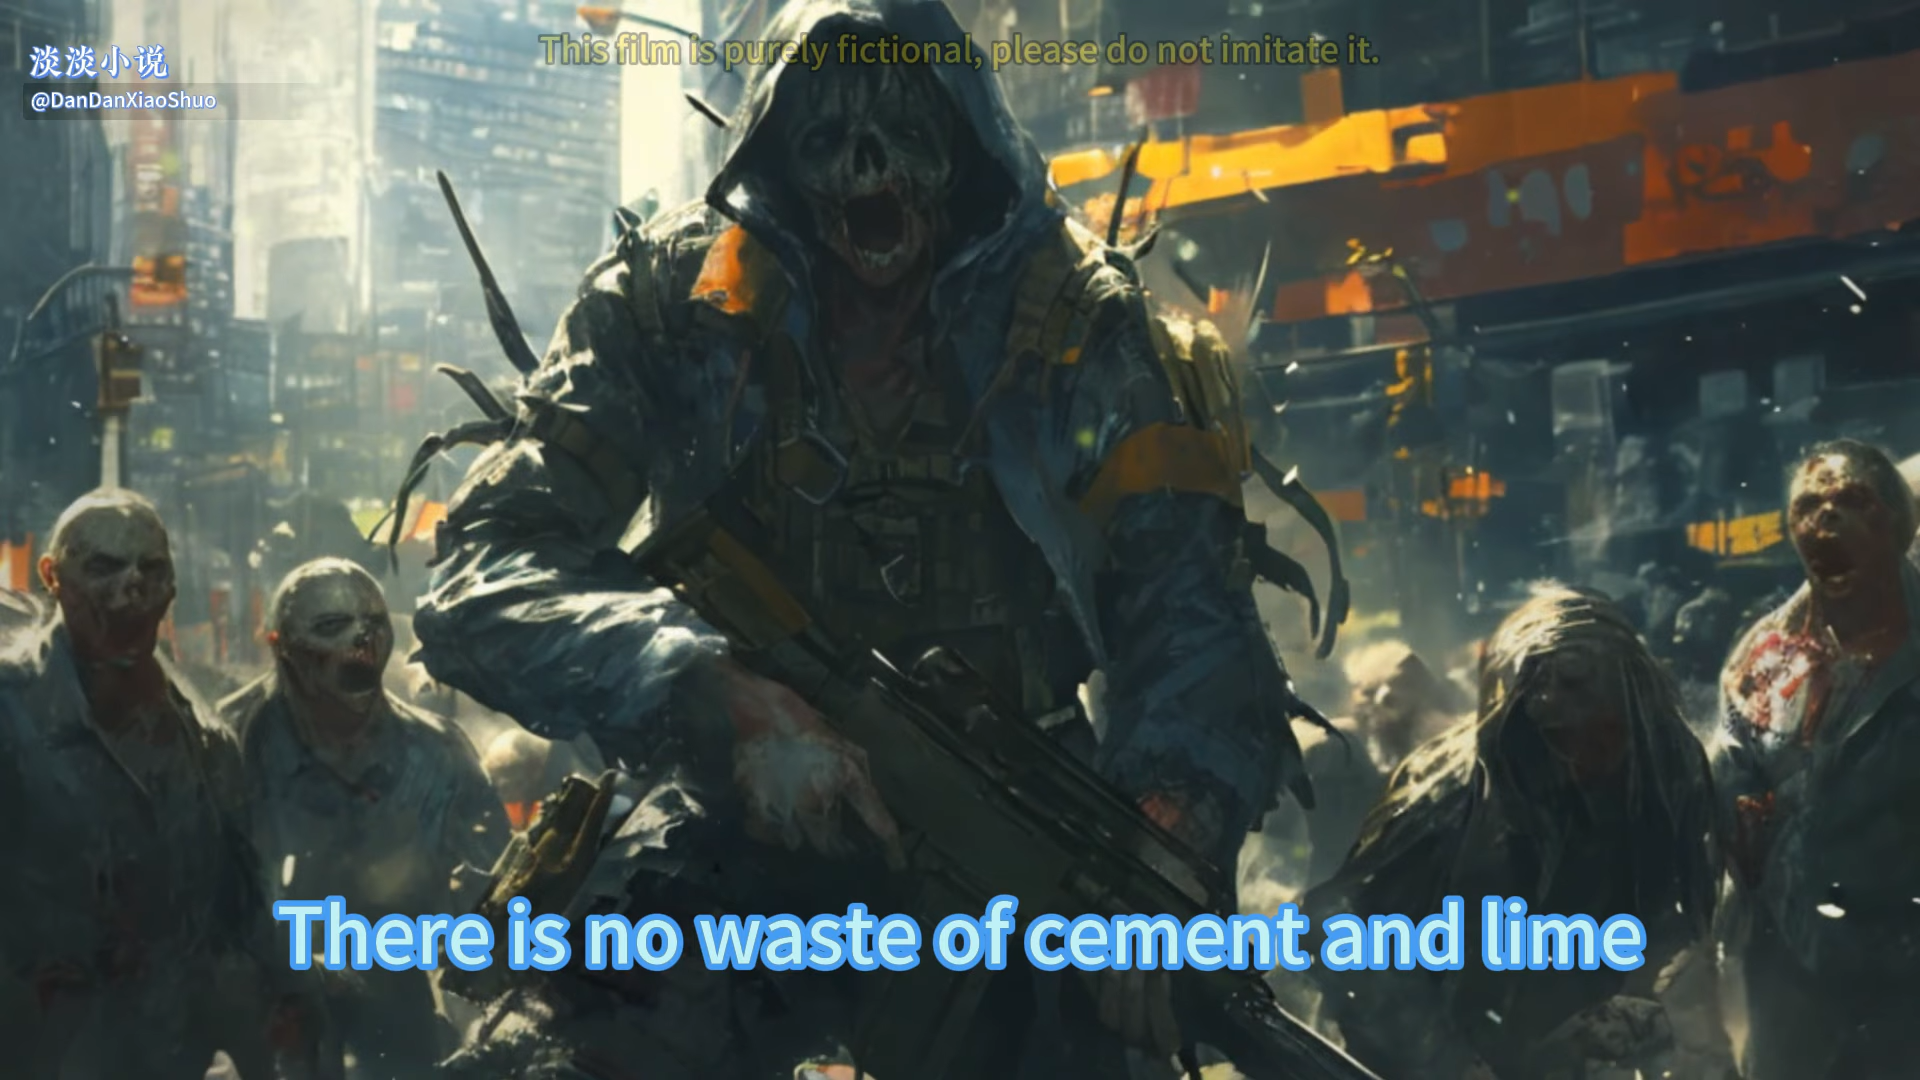 This film is purely fictional, please do not imitate it.
淡淡小说
@DanDanXiaoShuo
There is no waste of cement and lime